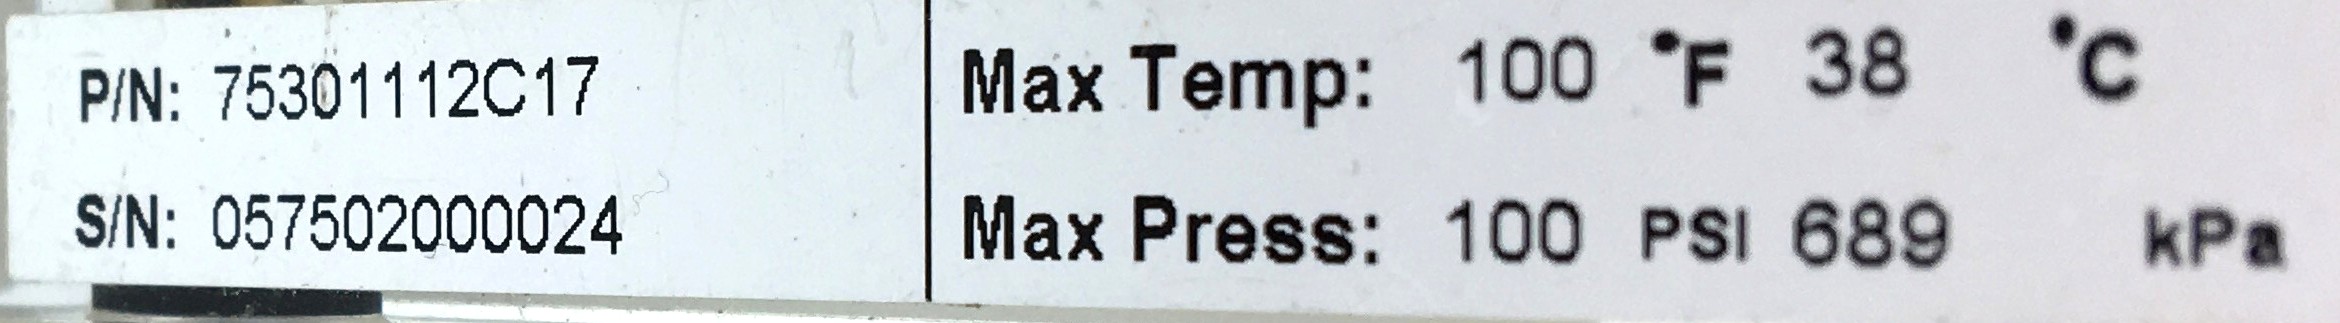 P/N: 75301112C17
S/N: 057502000024
Max Temp: 100 °F 38 °C
Max Press: 100 PSI 689 kPa